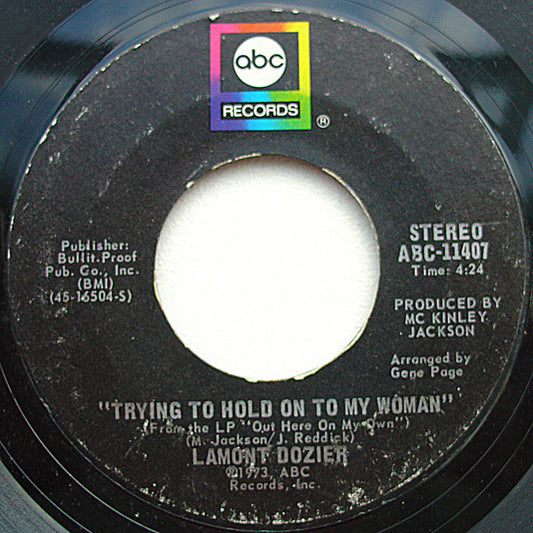 abc
RECORDS
®
Publisher:
Bullit.Proof
Pub. Co., Inc.
(BMI)
(45-16504-S)
STEREO
ABC-11407
Time: 4:24
PRODUCED BY
MC KINLEY
JACKSON
Arranged by
Gene Page
"TRYING TO HOLD ON TO MY WOMAN"
(From the LP "Out Here On My Own")
(M. Jackson/J. Reddick)
LAMONT DOZIER
℗1973, ABC
Records, Inc.